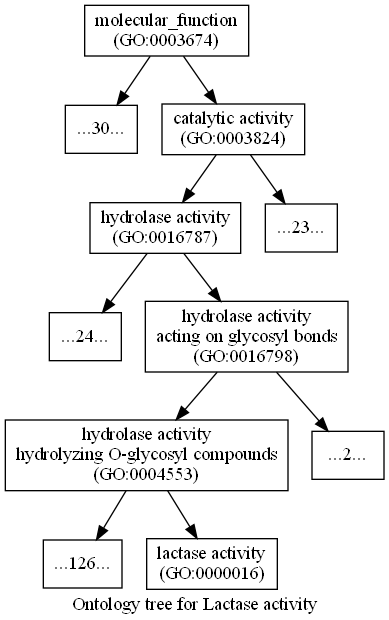 molecular_function
(GO:0003674)
...30...
catalytic activity
(GO:0003824)
hydrolase activity
(GO:0016787)
...23...
...24...
hydrolase activity
acting on glycosyl bonds
(GO:0016798)
hydrolase activity
hydrolyzing O-glycosyl compounds
(GO:0004553)
...2...
...126...
lactase activity
(GO:0000016)
Ontology tree for Lactase activity